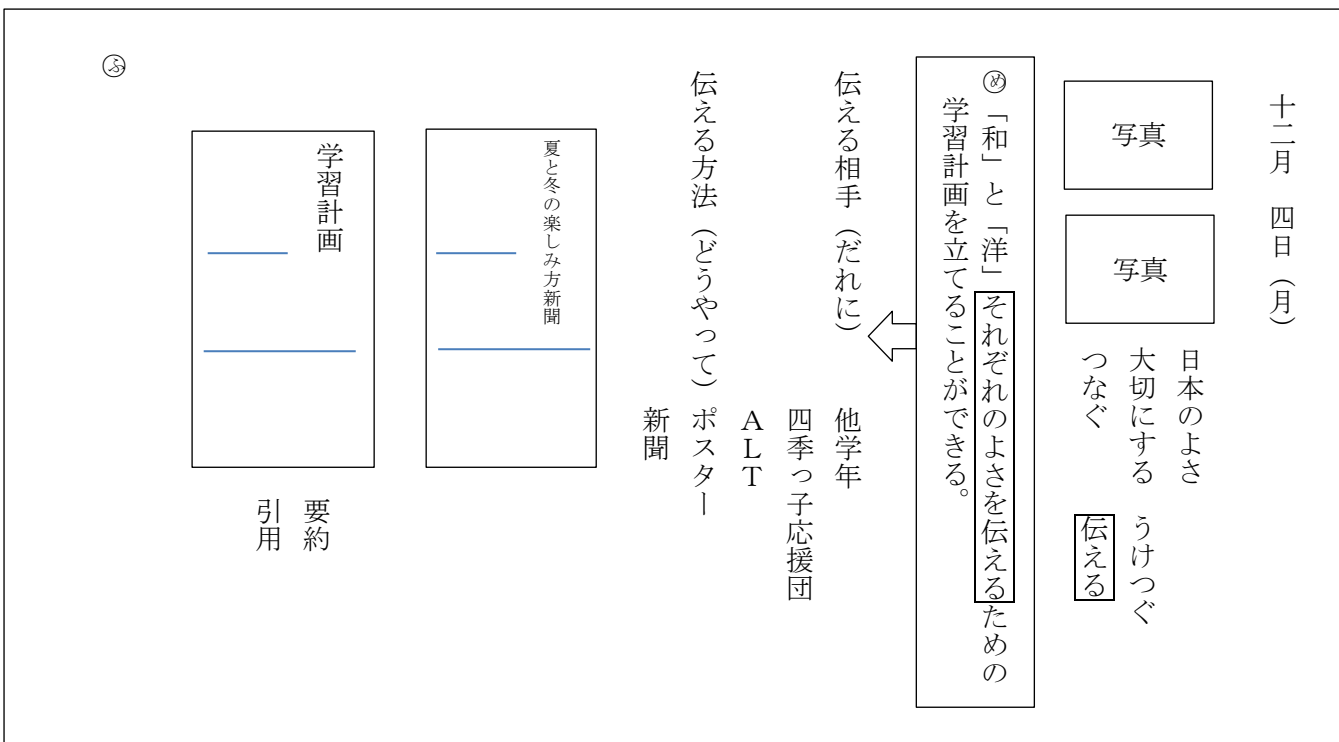 十二月　四日（月）
写真
写真
日本のよさ
大切にする　うけつぐ
つなぐ　伝える
㋱「和」と「洋」それぞれのよさを伝えるための
学習計画を立てることができる。
伝える相手（だれに）　他学年
四季っ子応援団
ＡＬＴ
伝える方法（どうやって）ポスター
新聞
夏と冬の楽しみ方新聞
学習計画
要約
引用
㋫